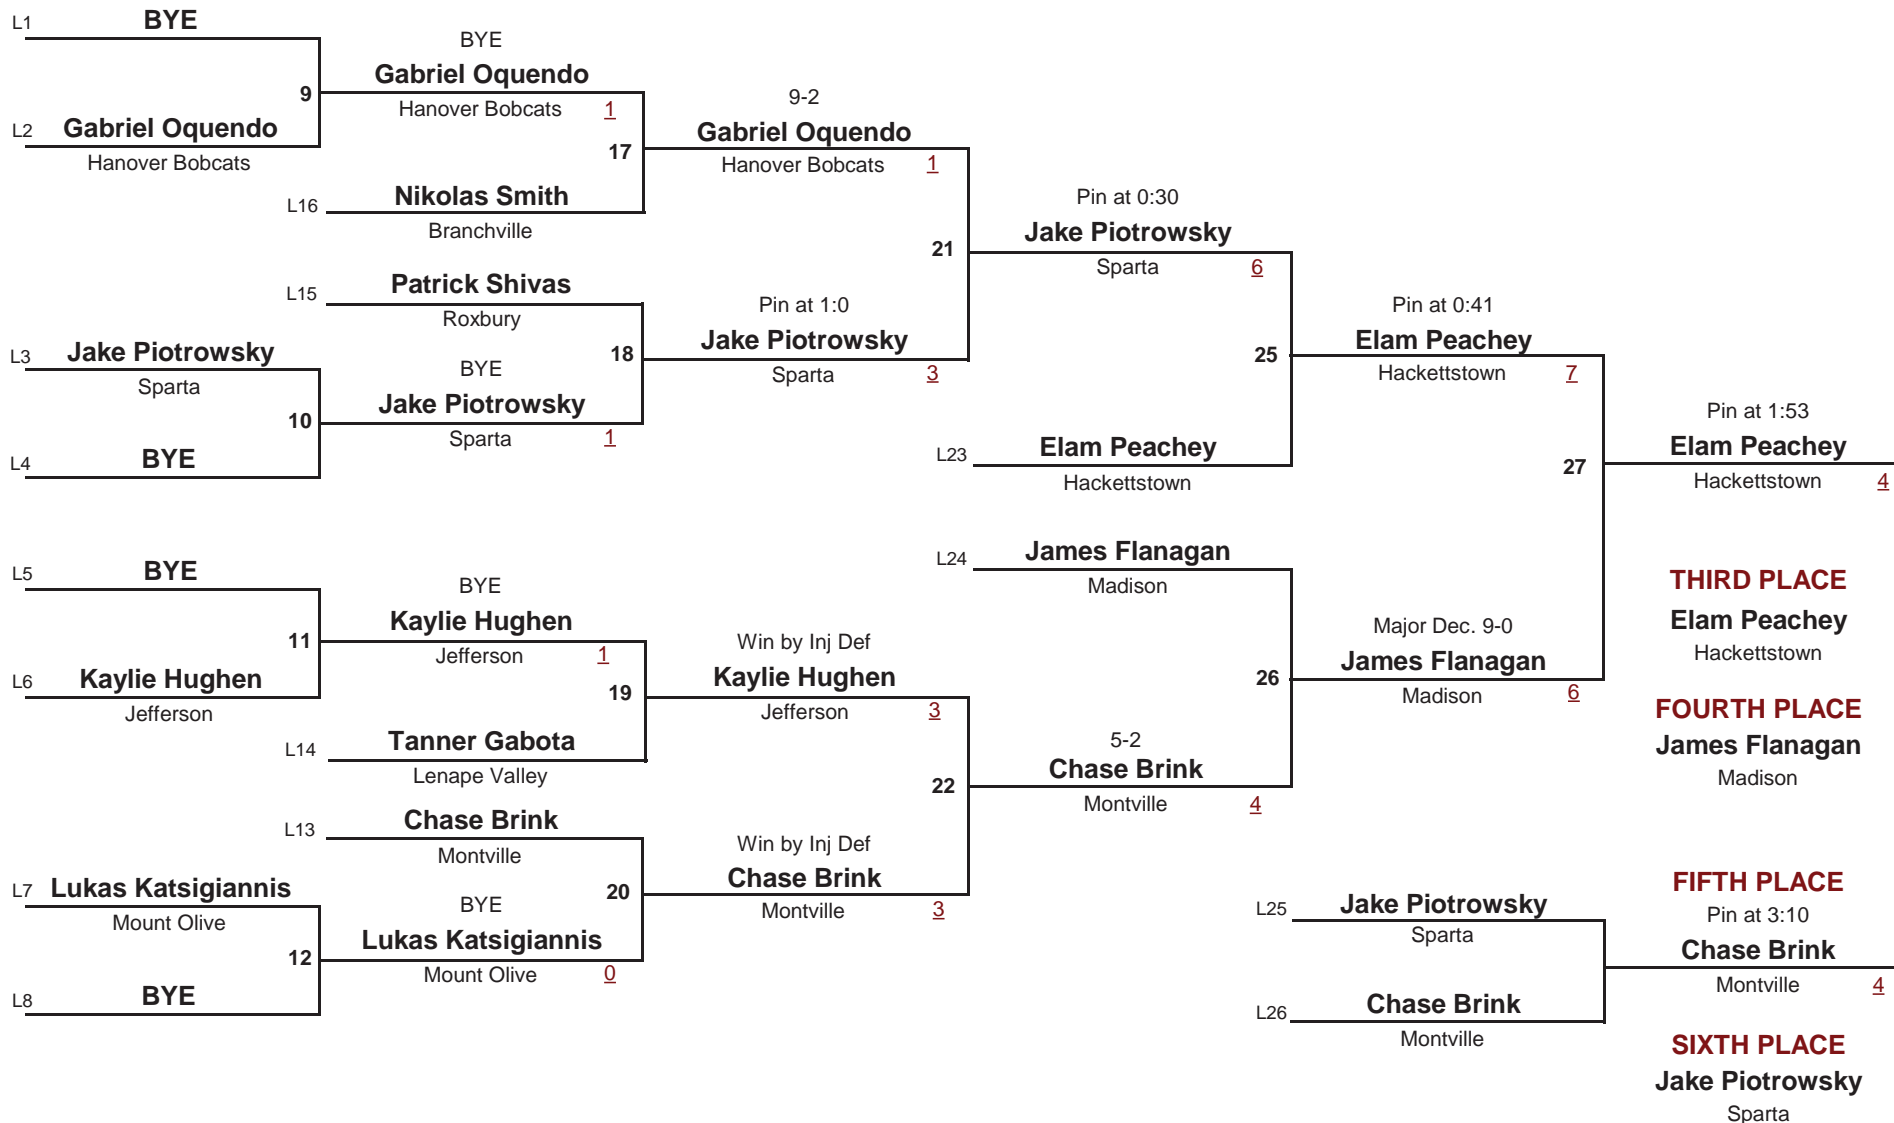 L1 BYE
9
L2 Gabriel Oquendo
Hanover Bobcats
BYE
Gabriel Oquendo
Hanover Bobcats 1
17
L16 Nikolas Smith
Branchville
9-2
Gabriel Oquendo
Hanover Bobcats 1
21
L15 Patrick Shivas
Roxbury
18
L3 Jake Piotrowsky
Sparta
10
L4 BYE
BYE
Jake Piotrowsky
Sparta 1
Pin at 1:0
Jake Piotrowsky
Sparta 3
Pin at 0:30
Jake Piotrowsky
Sparta 6
25
L23 Elam Peachey
Hackettstown
Pin at 0:41
Elam Peachey
Hackettstown 7
27
Pin at 1:53
Elam Peachey
Hackettstown 4
L5 BYE
11
L6 Kaylie Hughen
Jefferson
BYE
Kaylie Hughen
Jefferson 1
19
L14 Tanner Gabota
Lenape Valley
Win by Inj Def
Kaylie Hughen
Jefferson 3
22
L13 Chase Brink
Montville
20
L7 Lukas Katsigiannis
Mount Olive
12
L8 BYE
BYE
Lukas Katsigiannis
Mount Olive 0
Win by Inj Def
Chase Brink
Montville 3
L24 James Flanagan
Madison
26
5-2
Chase Brink
Montville 4
Major Dec. 9-0
James Flanagan
Madison 6
THIRD PLACE
Elam Peachey
Hackettstown
FOURTH PLACE
James Flanagan
Madison
L25 Jake Piotrowsky
Sparta
L26 Chase Brink
Montville
FIFTH PLACE
Pin at 3:10
Chase Brink
Montville 4
SIXTH PLACE
Jake Piotrowsky
Sparta